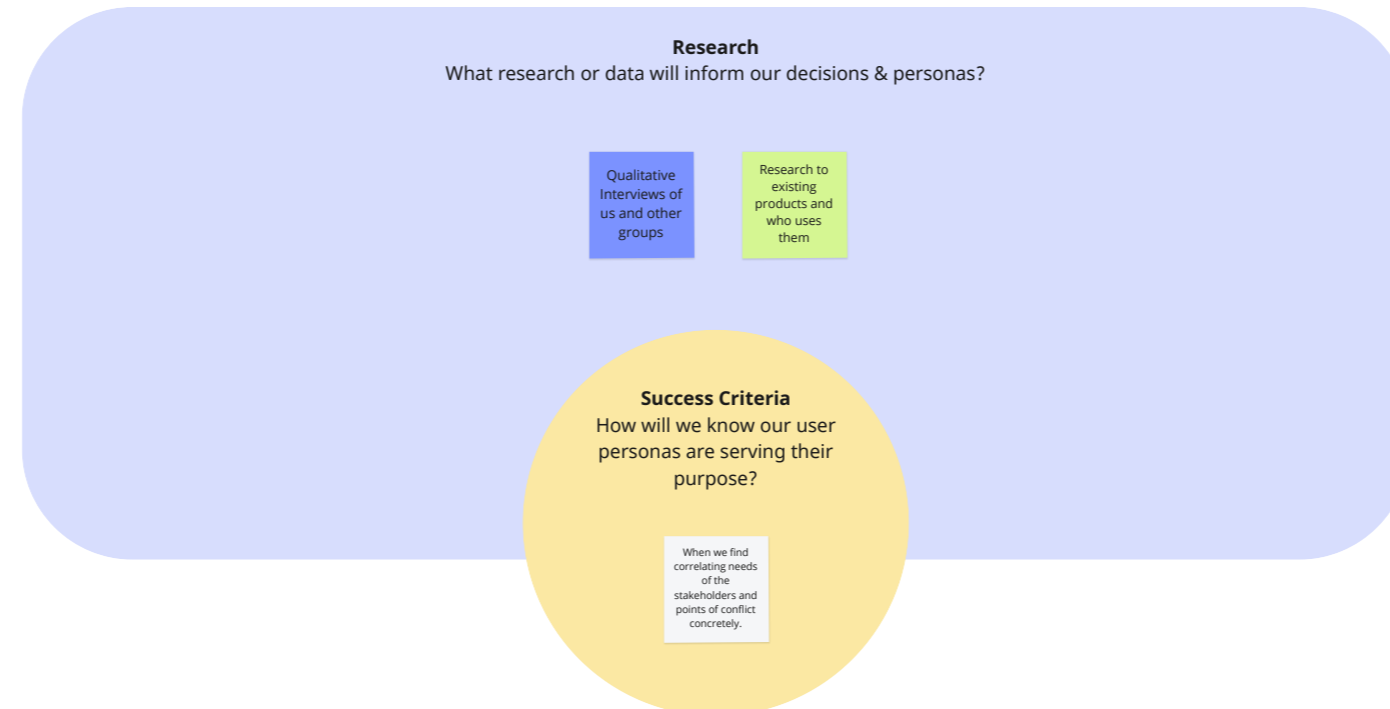 Research
What research or data will inform our decisions & personas?
Qualitative
Interviews of
us and other
groups
Research to
existing
products and
who uses
them
Success Criteria
How will we know our user
personas are serving their
purpose?
When we find
correlating needs
of the
stakeholders and
points of conflict
concretely.